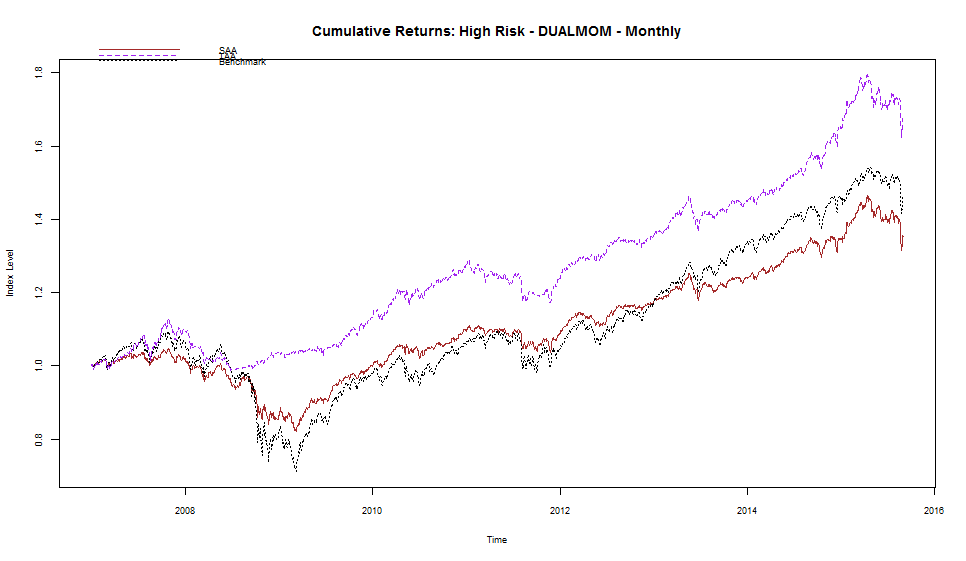 Cumulative Returns: High Risk - DUALMOM - Monthly
SAA
TAA
Benchmark
1.8
1.6
1.4
1.2
1.0
0.8
Index Level
2008
2010
2012
2014
2016
Time